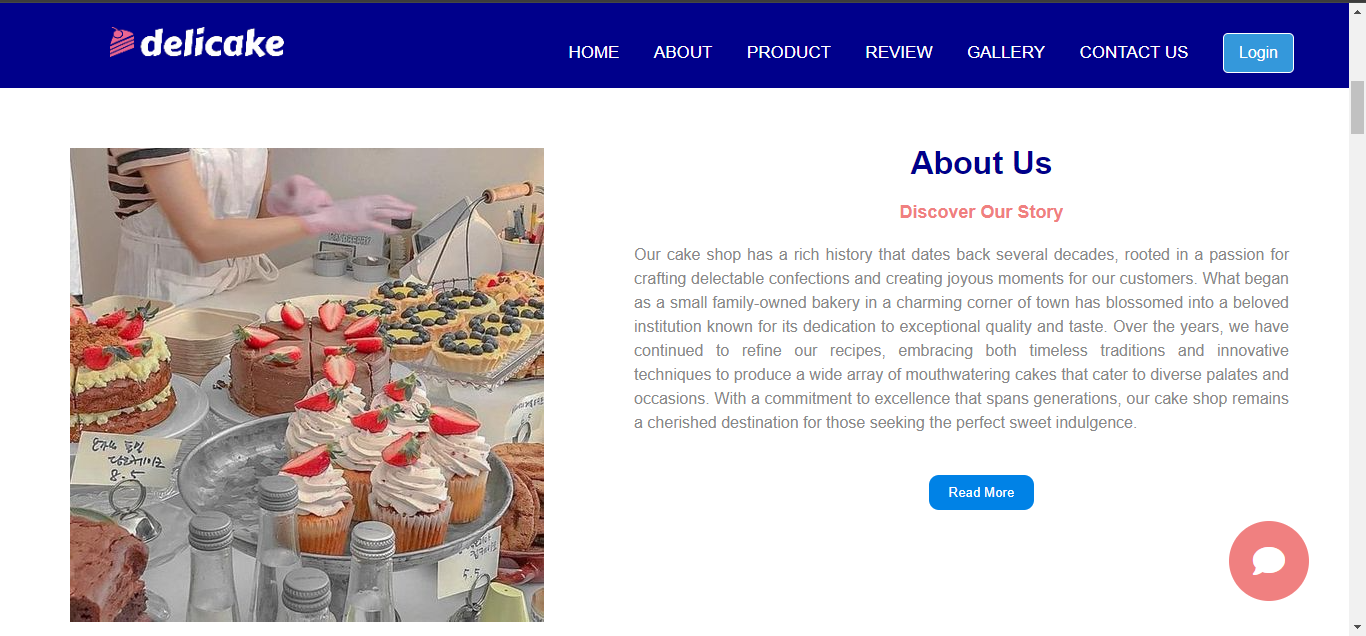 delicake
HOME ABOUT PRODUCT REVIEW GALLERY CONTACT US Login
About Us
Discover Our Story
Our cake shop has a rich history that dates back several decades, rooted in a passion for
crafting delectable confections and creating joyous moments for our customers. What began
as a small family-owned bakery in a charming corner of town has blossomed into a beloved
institution known for its dedication to exceptional quality and taste. Over the years, we have
continued to refine our recipes, embracing both timeless traditions and innovative
techniques to produce a wide array of mouthwatering cakes that cater to diverse palates and
occasions. With a commitment to excellence that spans generations, our cake shop remains
a cherished destination for those seeking the perfect sweet indulgence.
Read More
8.5
5.5